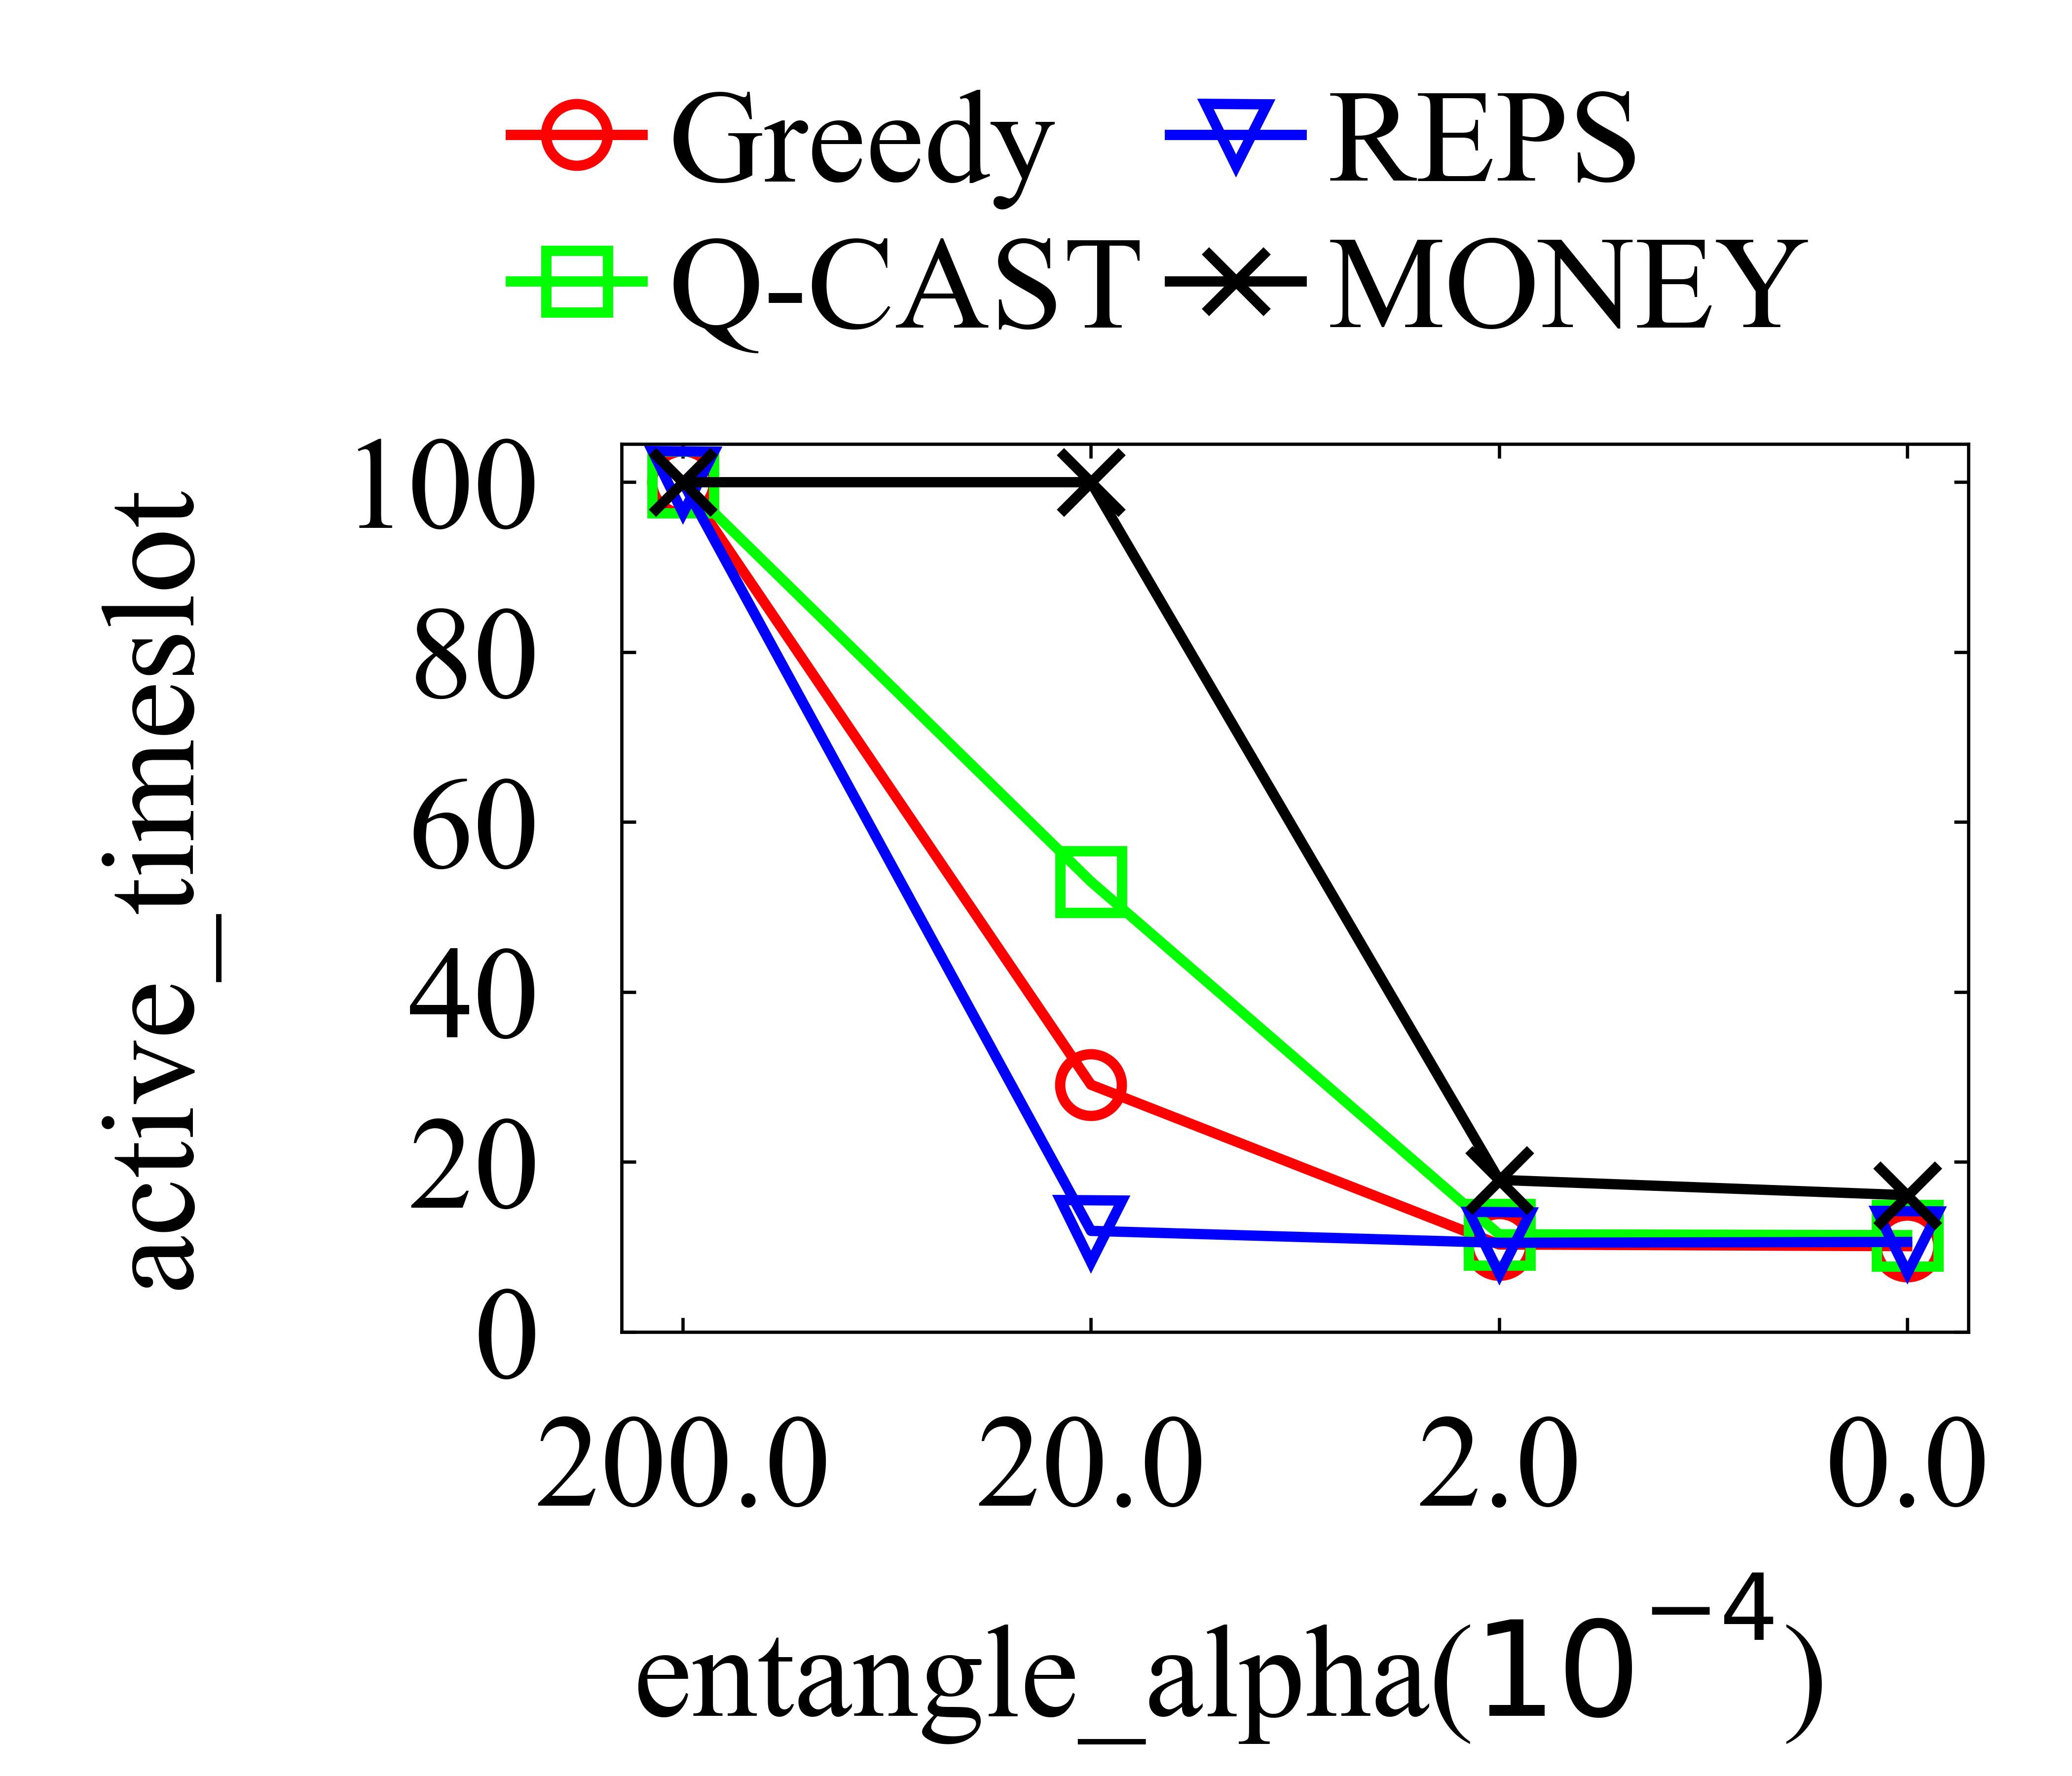 Greedy REPS
Q-CAST MONEY
active_timeslot
100
80
60
40
20
0
200.0 20.0 2.0 0.0
entangle_alpha(10⁻⁴)